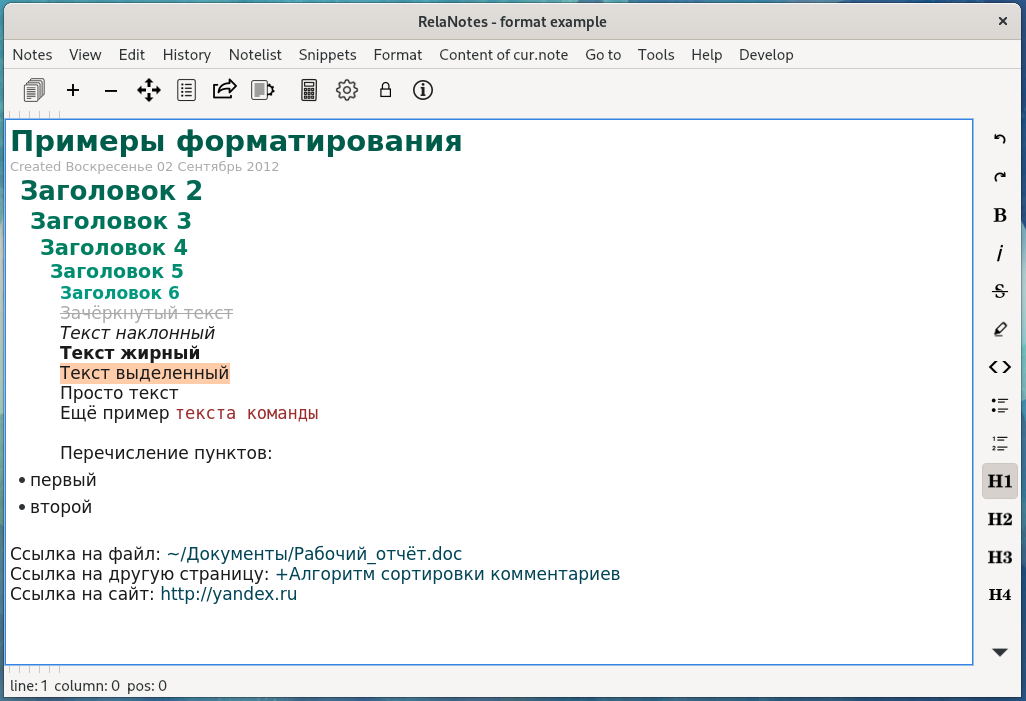 RelaNotes - format example
Notes View Edit History Notelist Snippets Format Content of cur.note Go to Tools Help Develop
Примеры форматирования
Created Воскресенье 02 Сентябрь 2012
Заголовок 2
Заголовок 3
Заголовок 4
Заголовок 5
Заголовок 6
Зачёркнутый текст
Текст наклонный
Текст жирный
Текст выделенный
Просто текст
Ещё пример текста команды
Перечисление пунктов:
• первый
• второй
Ссылка на файл: ~/Документы/Рабочий_отчёт.doc
Ссылка на другую страницу: +Алгоритм сортировки комментариев
Ссылка на сайт: http://yandex.ru
B
i
S
H1
H2
H3
H4
line: 1 column: 0 pos: 0